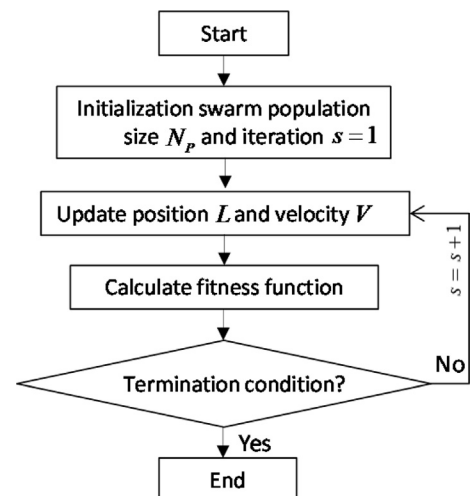 Start
Initialization swarm population
size N_P and iteration s = 1
Update position L and velocity V
Calculate fitness function
s = s + 1
Termination condition?
No
Yes
End